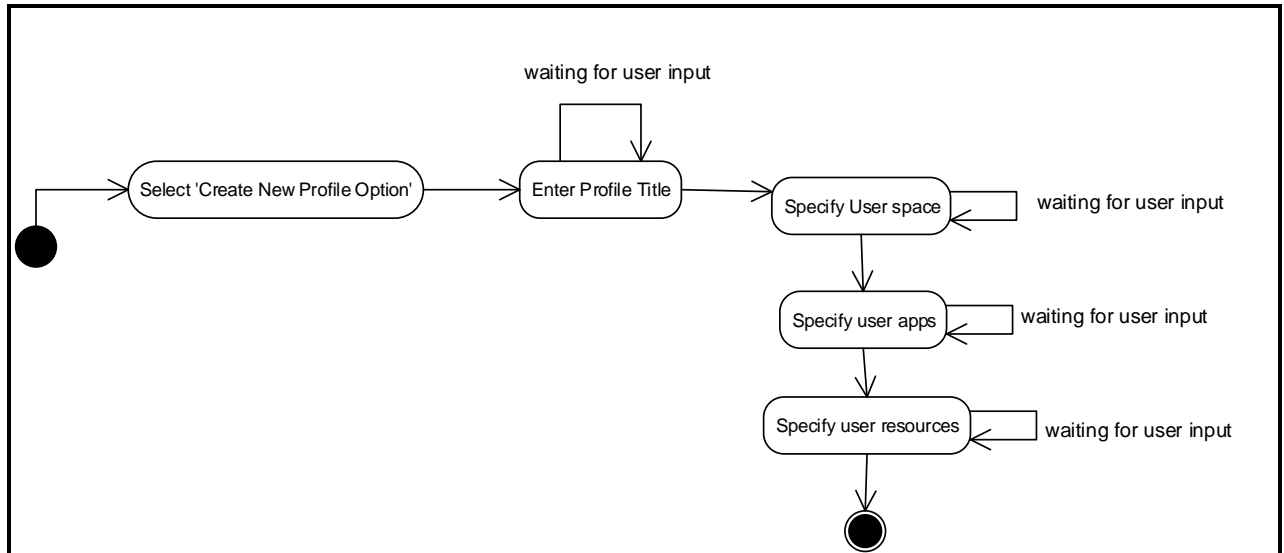 waiting for user input
Select 'Create New Profile Option'
Enter Profile Title
Specify User space
waiting for user input
Specify user apps
waiting for user input
Specify user resources
waiting for user input